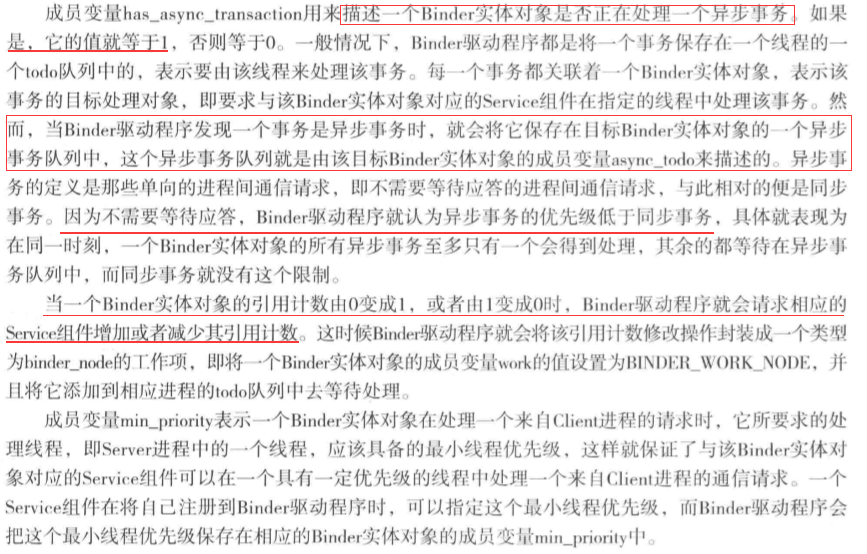 成员变量has_async_transaction用来描述一个Binder实体对象是否正在处理一个异步事务。如果
是，它的值就等于1，否则等于0。一般情况下，Binder驱动程序都是将一个事务保存在一个线程的一
个todo队列中的，表示要由该线程来处理该事务。每一个事务都关联着一个Binder实体对象，表示该
事务的目标处理对象，即要求与该Binder实体对象对应的Service组件在指定的线程中处理该事务。然
而，当Binder驱动程序发现一个事务是异步事务时，就会将它保存在目标Binder实体对象的一个异步
事务队列中，这个异步事务队列就是由该目标Binder实体对象的成员变量async_todo来描述的。异步事
务的定义是那些单向的进程间通信请求，即不需要等待应答的进程间通信请求，与此相对的便是同步
事务。因为不需要等待应答，Binder驱动程序就认为异步事务的优先级低于同步事务，具体就表现为
在同一时刻，一个Binder实体对象的所有异步事务至多只有一个会得到处理，其余的都等待在异步事
务队列中，而同步事务就没有这个限制。
当一个Binder实体对象的引用计数由0变成1，或者由1变成0时，Binder驱动程序就会请求相应的
Service组件增加或者减少其引用计数。这时候Binder驱动程序就会将该引用计数修改操作封装成一个类型
为binder_node的工作项，即将一个Binder实体对象的成员变量work的值设置为BINDER_WORK_NODE，并
且将它添加到相应进程的todo队列中去等待处理。
成员变量min_priority表示一个Binder实体对象在处理一个来自Client进程的请求时，它所要求的处
理线程，即Server进程中的一个线程，应该具备的最小线程优先级，这样就保证了与该Binder实体对
象对应的Service组件可以在一个具有一定优先级的线程中处理一个来自Client进程的通信请求。一个
Service组件在将自己注册到Binder驱动程序时，可以指定这个最小线程优先级，而Binder驱动程序会
把这个最小线程优先级保存在相应的Binder实体对象的成员变量min_priority中。